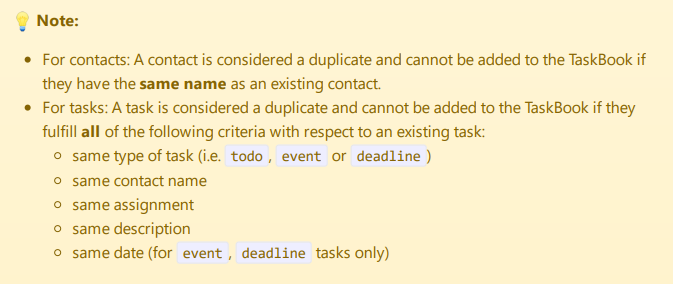 💡 Note:
• For contacts: A contact is considered a duplicate and cannot be added to the TaskBook if
they have the same name as an existing contact.
• For tasks: A task is considered a duplicate and cannot be added to the TaskBook if they
fulfill all of the following criteria with respect to an existing task:
◦ same type of task (i.e. todo, event or deadline)
◦ same contact name
◦ same assignment
◦ same description
◦ same date (for event, deadline tasks only)